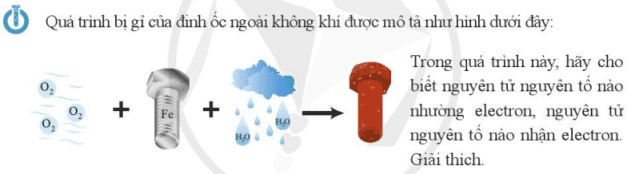 Quá trình bị gỉ của đinh ốc ngoài không khí được mô tả như hình dưới đây:
O₂
O₂
O₂
+
Fe
+
H₂O
H₂O
Trong quá trình này, hãy cho
biết nguyên tử nguyên tố nào
nhường electron, nguyên tử
nguyên tố nào nhận electron.
Giải thích.